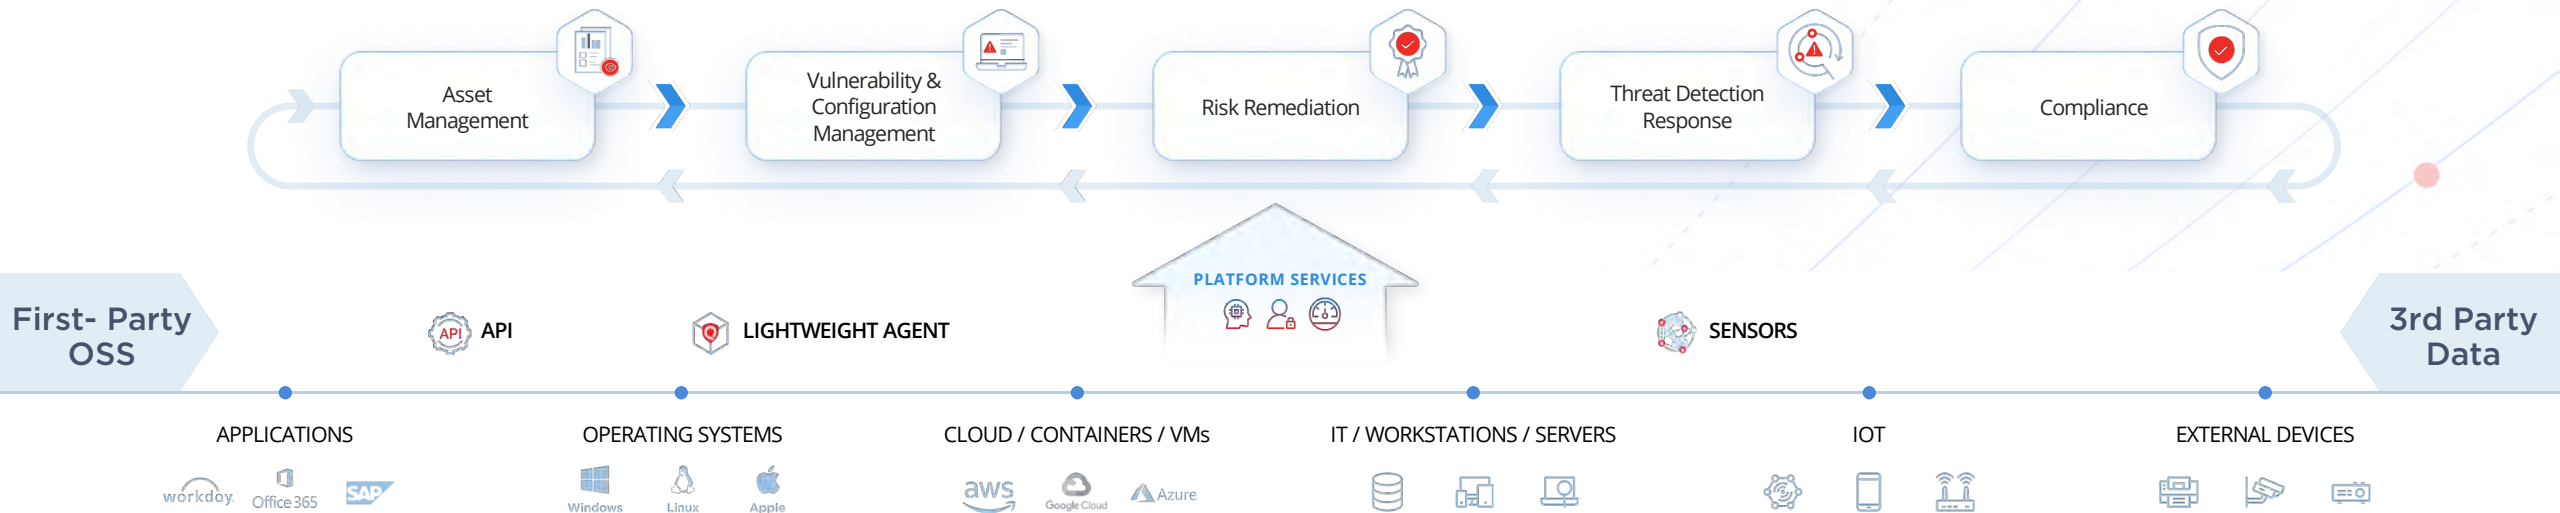 Asset
Management
Vulnerability &
Configuration
Management
Risk Remediation
Threat Detection
Response
Compliance
PLATFORM SERVICES
First- Party
OSS
API
API
LIGHTWEIGHT AGENT
SENSORS
3rd Party
Data
APPLICATIONS
OPERATING SYSTEMS
CLOUD / CONTAINERS / VMs
IT / WORKSTATIONS / SERVERS
IOT
EXTERNAL DEVICES
workday.
Office 365
SAP
Windows
Linux
Apple
aws
Google Cloud
Azure